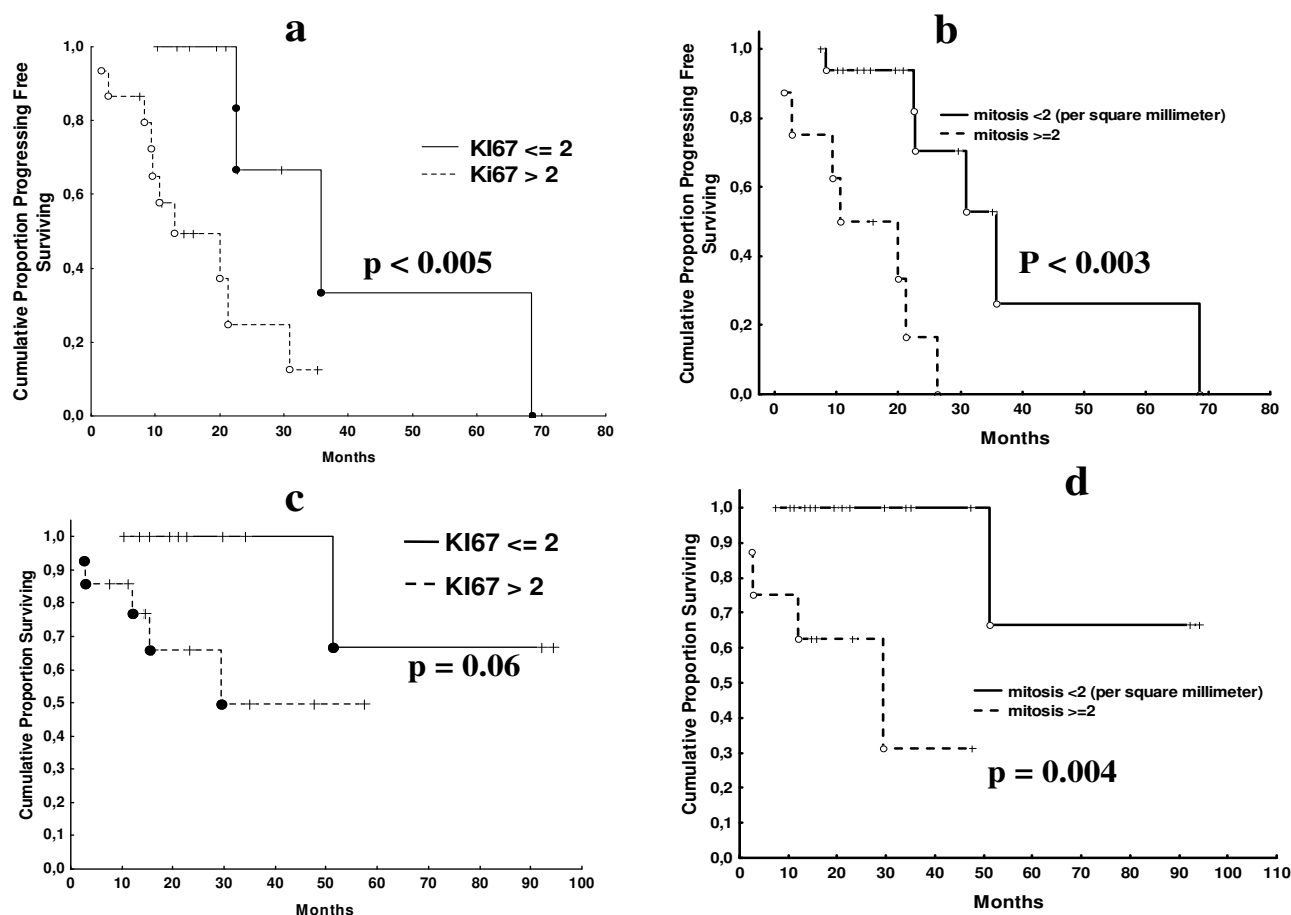 a
Cumulative Proportion Progressing Free
Surviving
1,0
0,8
0,6
0,4
0,2
0,0
KI67 <= 2
Ki67 > 2
p < 0.005
0 10 20 30 40 50 60 70 80
Months
b
Cumulative Proportion Progressing Free
Surviving
1,0
0,8
0,6
0,4
0,2
0,0
mitosis <2 (per square millimeter)
mitosis >=2
P < 0.003
0 10 20 30 40 50 60 70 80
Months
c
Cumulative Proportion Surviving
1,0
0,9
0,8
0,7
0,6
0,5
0,4
0,3
0,2
0,1
0,0
KI67 <= 2
KI67 > 2
p = 0.06
0 10 20 30 40 50 60 70 80 90 100
Months
d
Cumulative Proportion Surviving
1,0
0,9
0,8
0,7
0,6
0,5
0,4
0,3
0,2
0,1
0,0
mitosis <2 (per square millimeter)
mitosis >=2
p = 0.004
0 10 20 30 40 50 60 70 80 90 100 110
Months